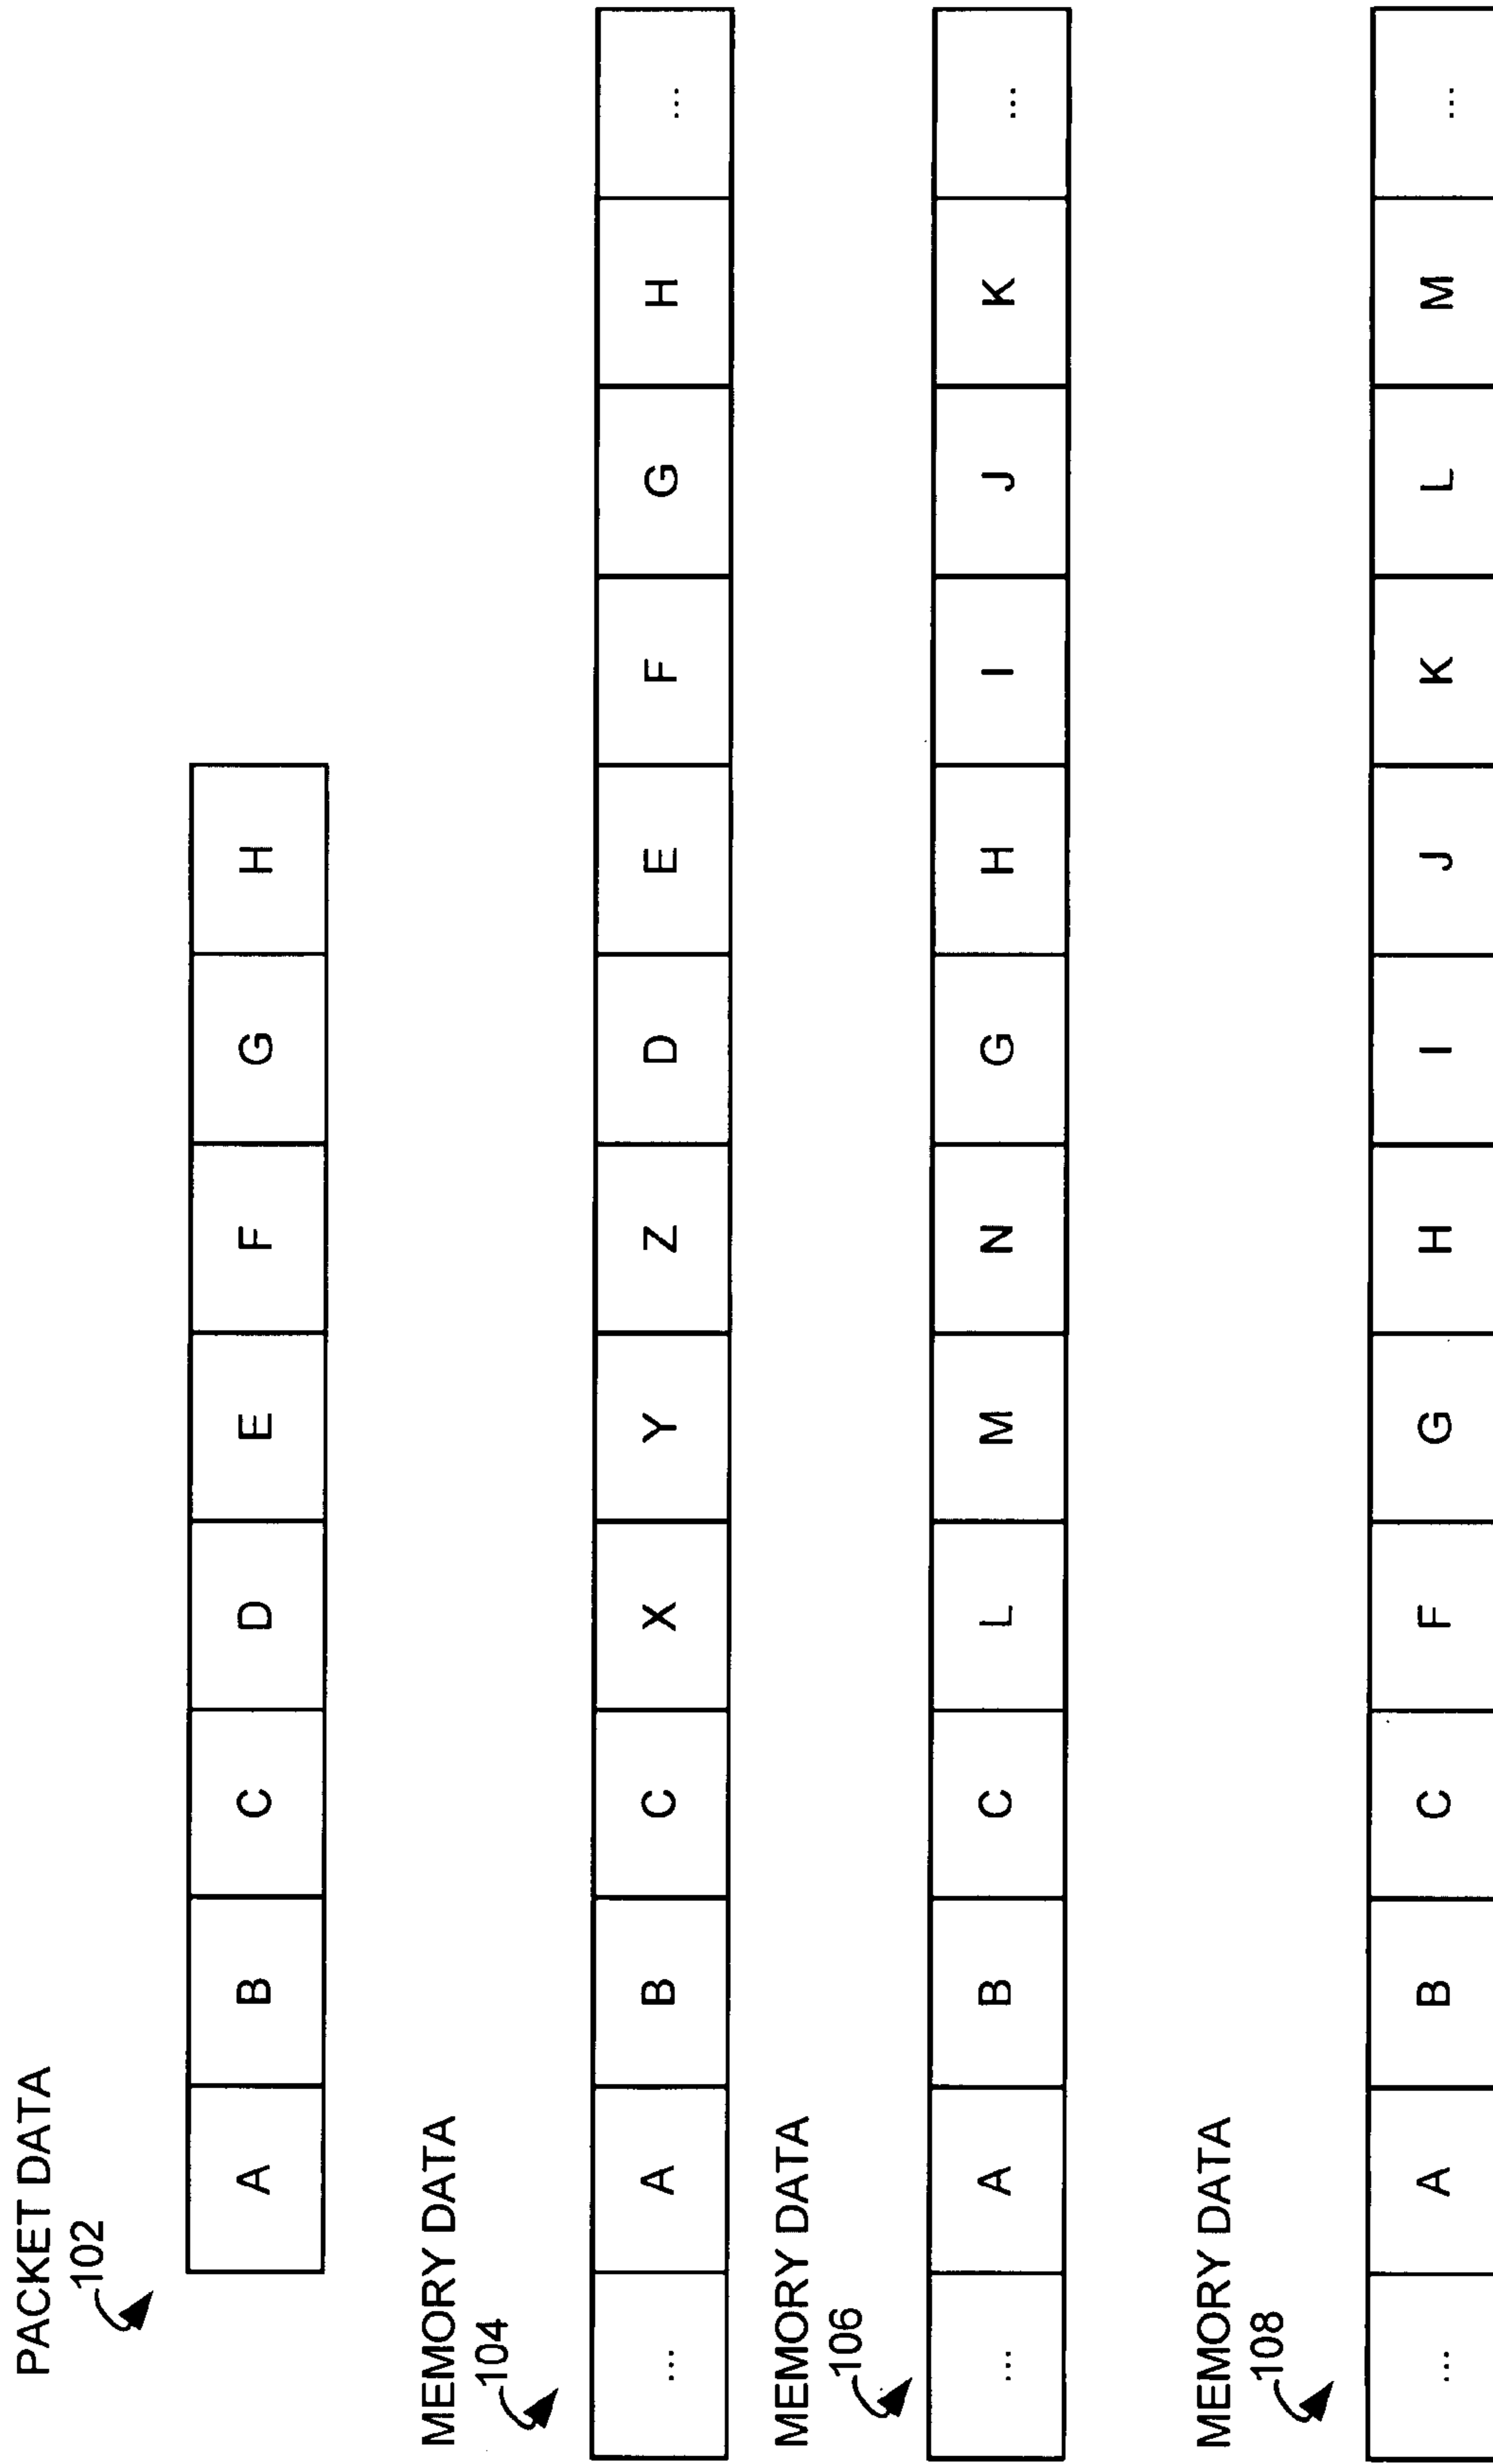 PACKET DATA
102
A B C D E F G H
MEMORY DATA
104
... A B C X Y Z D E F G H ...
MEMORY DATA
106
... A B C L M N G H I J K ...
MEMORY DATA
108
... A B C F G H I J K L M ...